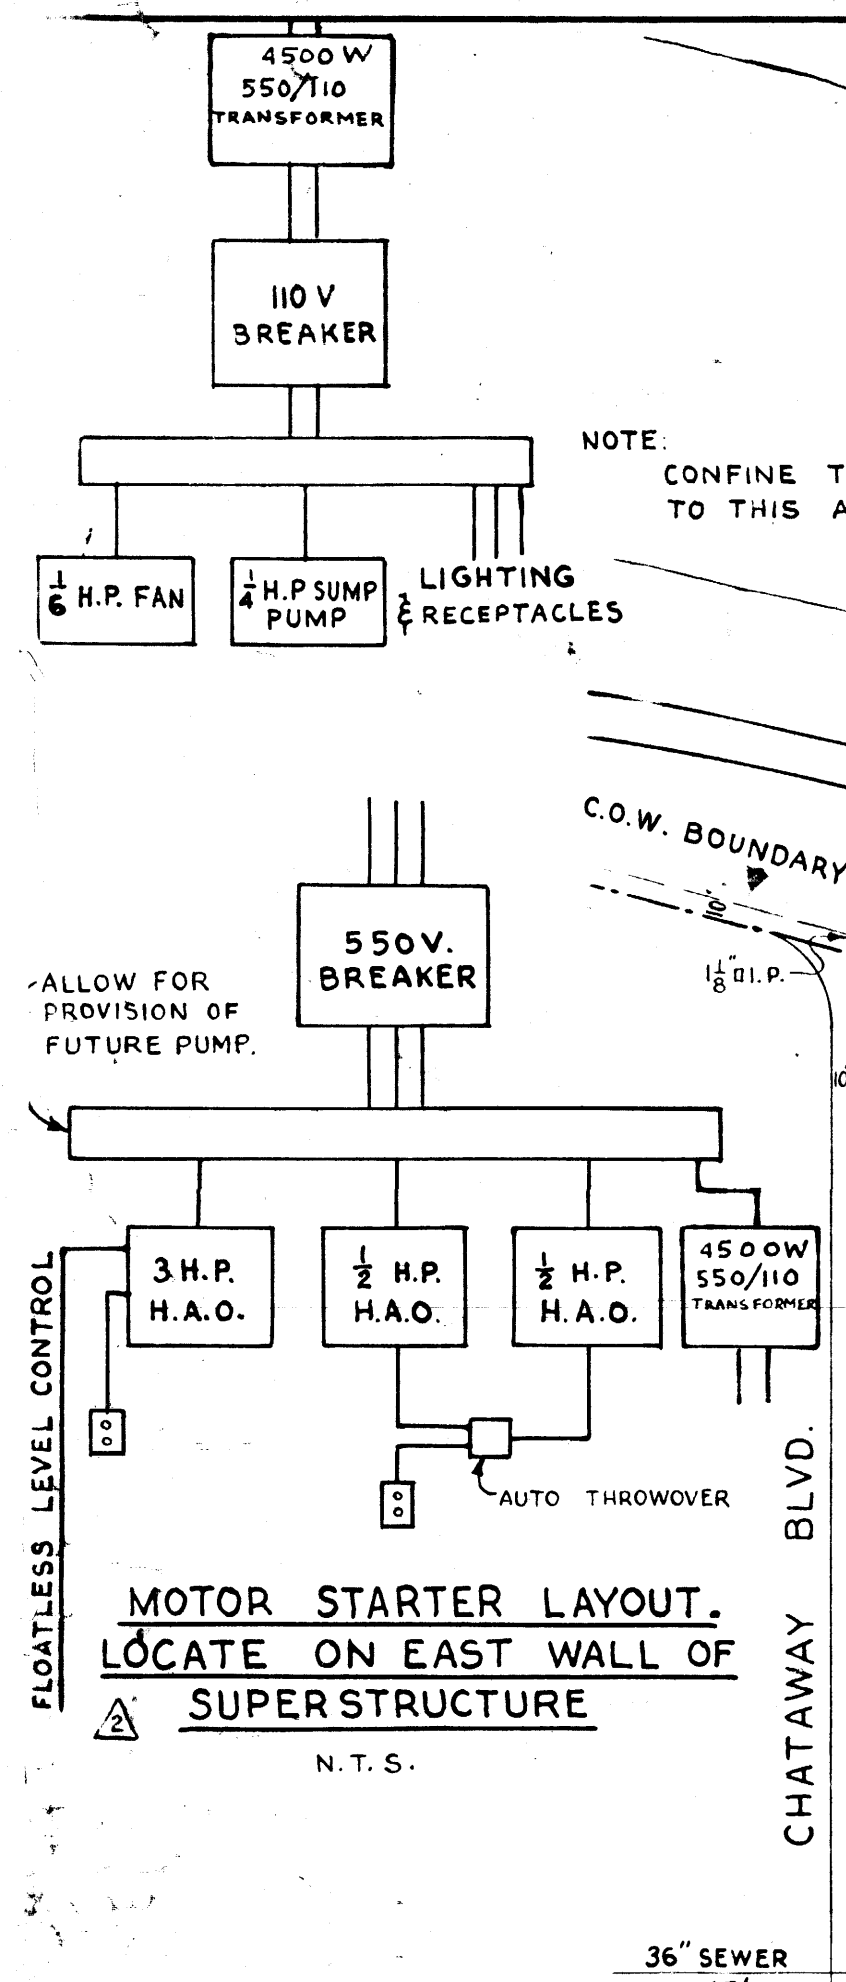 4500 W
550/110
TRANSFORMER
110 V
BREAKER
NOTE:
CONFINE T
TO THIS A
1/6 H.P. FAN
1/4 H.P SUMP
PUMP
LIGHTING
& RECEPTACLES
C.O.W. BOUNDARY
10'
1 1/8" □ I.P.
10
550V.
BREAKER
ALLOW FOR
PROVISION OF
FUTURE PUMP.
3 H.P.
H.A.O.
1/2 H.P.
H.A.O.
1/2 H.P.
H.A.O.
4500W
550/110
TRANSFORMER
FLOATLESS LEVEL CONTROL
AUTO THROWOVER
CHATAWAY BLVD.
MOTOR STARTER LAYOUT.
LOCATE ON EAST WALL OF
SUPERSTRUCTURE
2
N.T.S.
36" SEWER